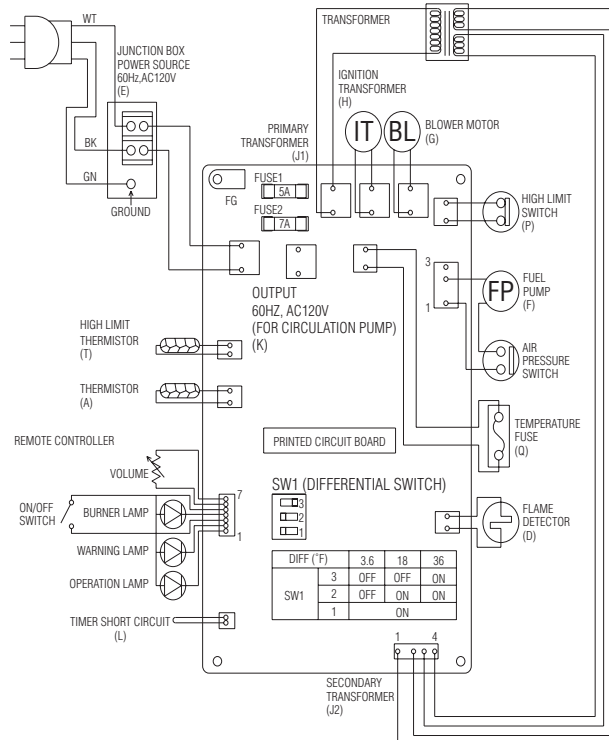 WT
JUNCTION BOX
POWER SOURCE
60Hz,AC120V
(E)
BK
GN
GROUND
TRANSFORMER
IGNITION
TRANSFORMER
(H)
PRIMARY
TRANSFORMER
(J1)
IT
BL
BLOWER MOTOR
(G)
FG
FUSE1
5A
FUSE2
7A
HIGH LIMIT
SWITCH
(P)
OUTPUT
60HZ, AC120V
(FOR CIRCULATION PUMP)
(K)
3
1
FP
FUEL
PUMP
(F)
AIR
PRESSURE
SWITCH
HIGH LIMIT
THERMISTOR
(T)
THERMISTOR
(A)
TEMPERATURE
FUSE
(Q)
PRINTED CIRCUIT BOARD
REMOTE CONTROLLER
VOLUME
ON/OFF
SWITCH
BURNER LAMP
WARNING LAMP
OPERATION LAMP
7
1
SW1 (DIFFERENTIAL SWITCH)
3
2
1
FLAME
DETECTOR
(D)
DIFF (°F) 3.6 18 36
SW1 3 OFF OFF ON
2 OFF ON ON
1 ON
TIMER SHORT CIRCUIT
(L)
1 4
SECONDARY
TRANSFORMER
(J2)